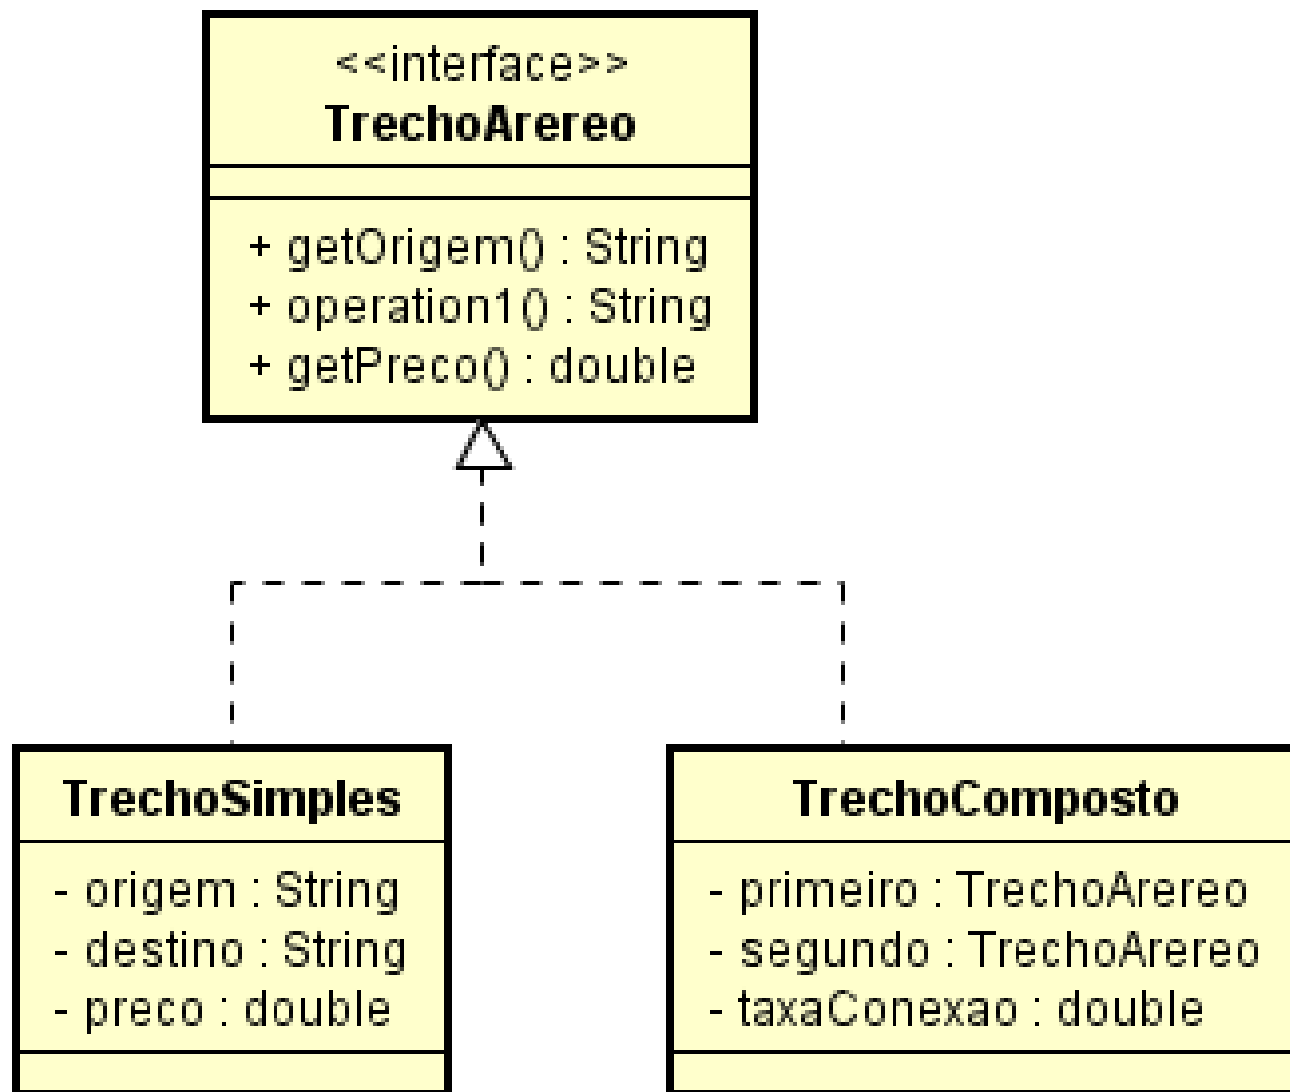 <<interface>>
TrechoArereo
+ getOrigem() : String
+ operation1() : String
+ getPreco() : double
TrechoSimples
- origem : String
- destino : String
- preco : double
TrechoComposto
- primeiro : TrechoArereo
- segundo : TrechoArereo
- taxaConexao : double